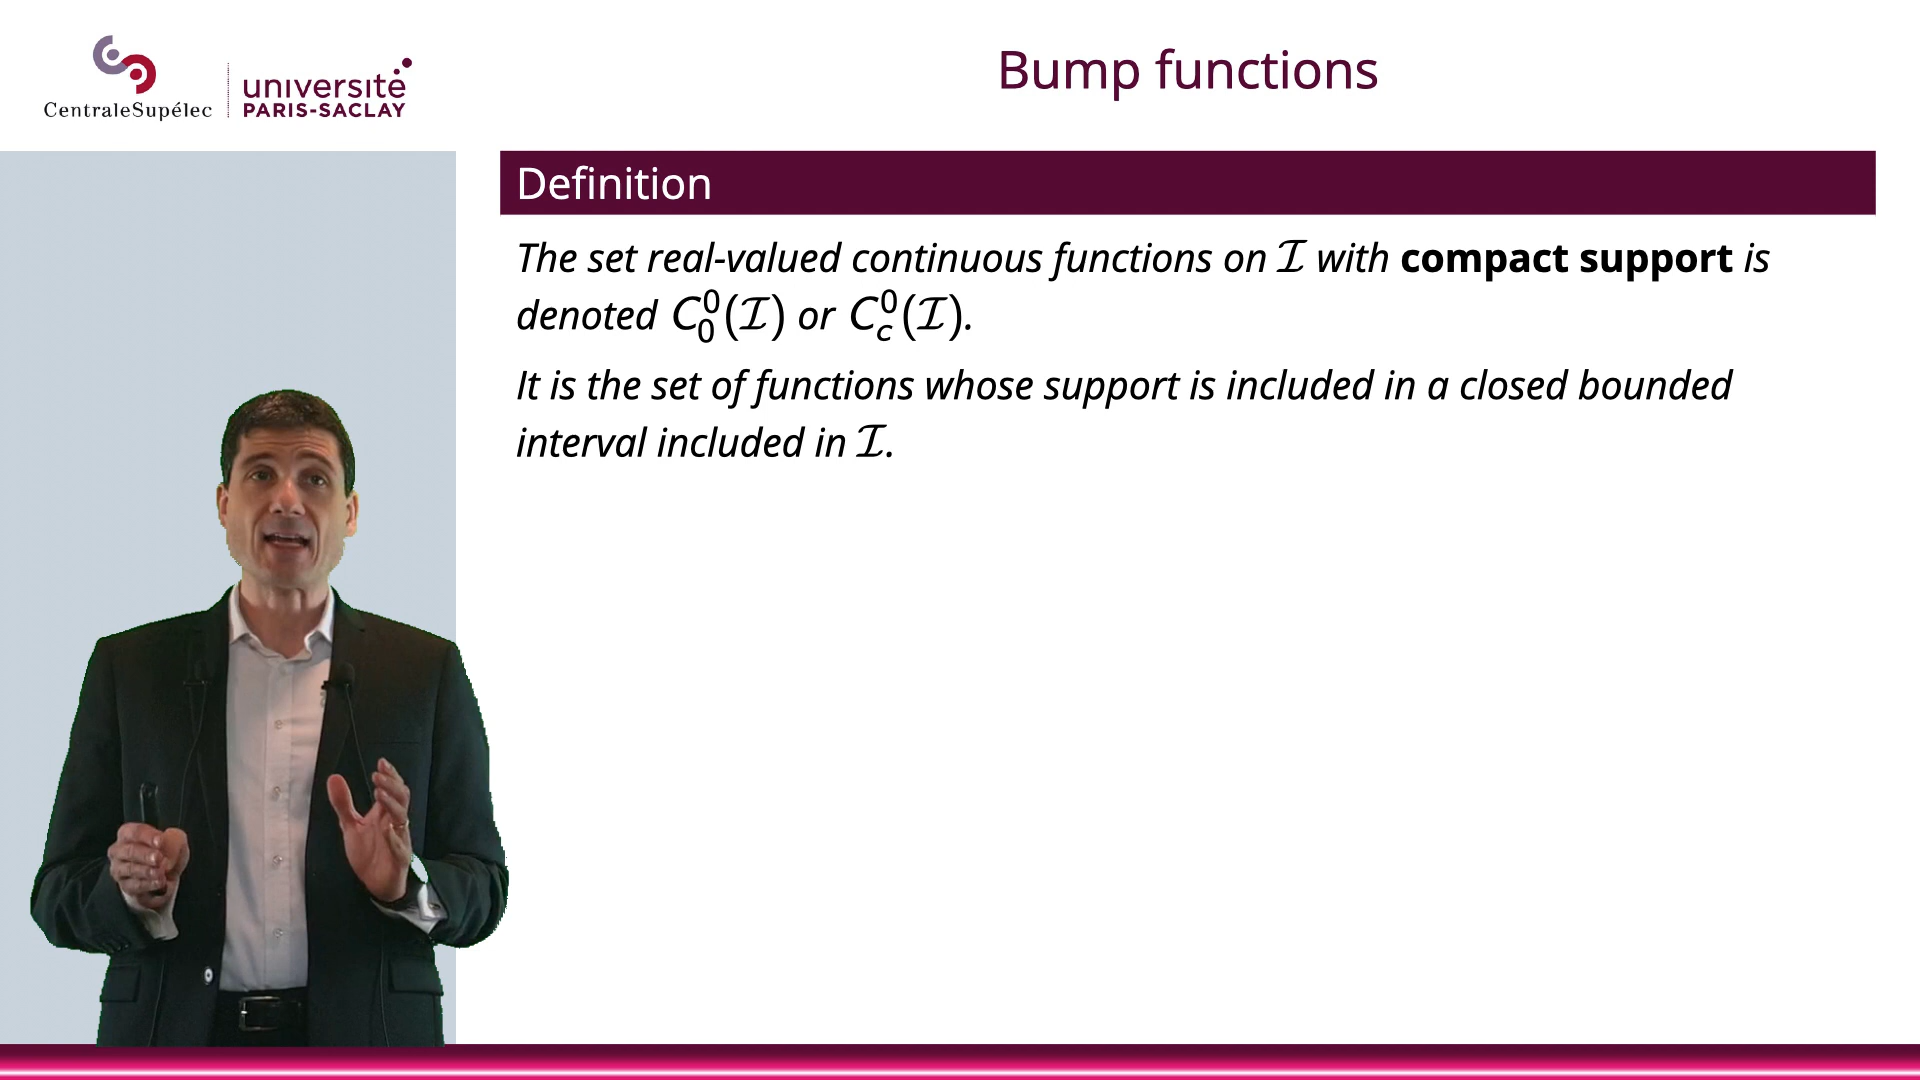 CentraleSupélec
université
PARIS-SACLAY
Bump functions
Definition
The set real-valued continuous functions on ℐ with compact support is
denoted C₀⁰(ℐ) or C_c⁰(ℐ).
It is the set of functions whose support is included in a closed bounded
interval included in ℐ.